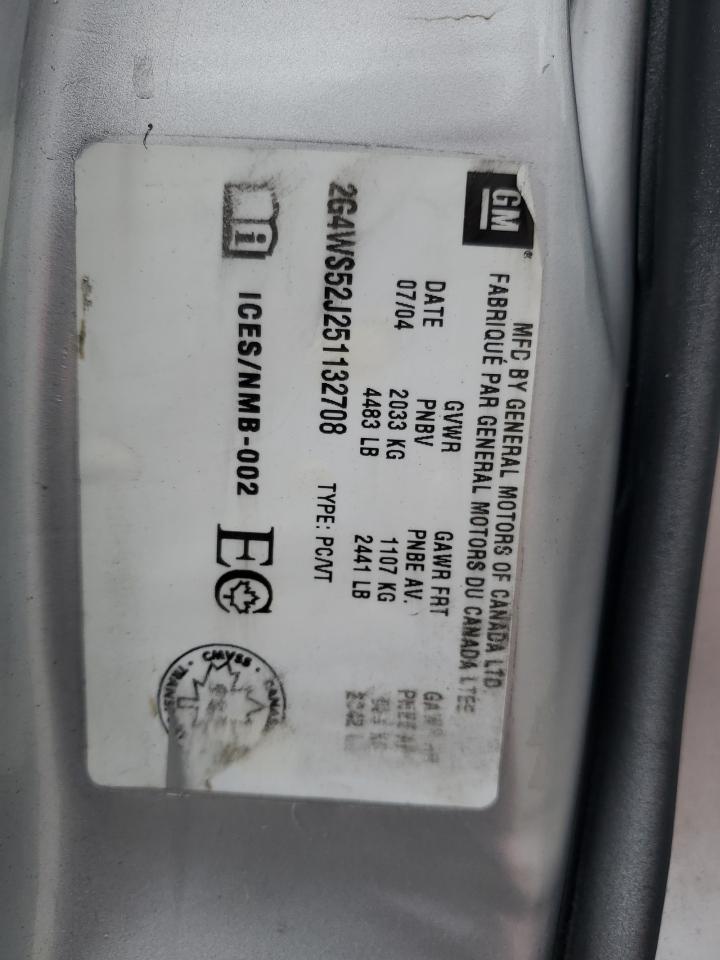 GM
MFC BY GENERAL MOTORS OF CANADA LTD.
FABRIQUÉ PAR GENERAL MOTORS DU CANADA LTÉE
DATE GVWR GAWR FRT
07/04 PNBV PNBE AV.
2033 KG 1107 KG
4483 LB 2441 LB
2G4WS52J251132708 TYPE: PC/VT
i ICES/NMB-002 EC
CMVSS